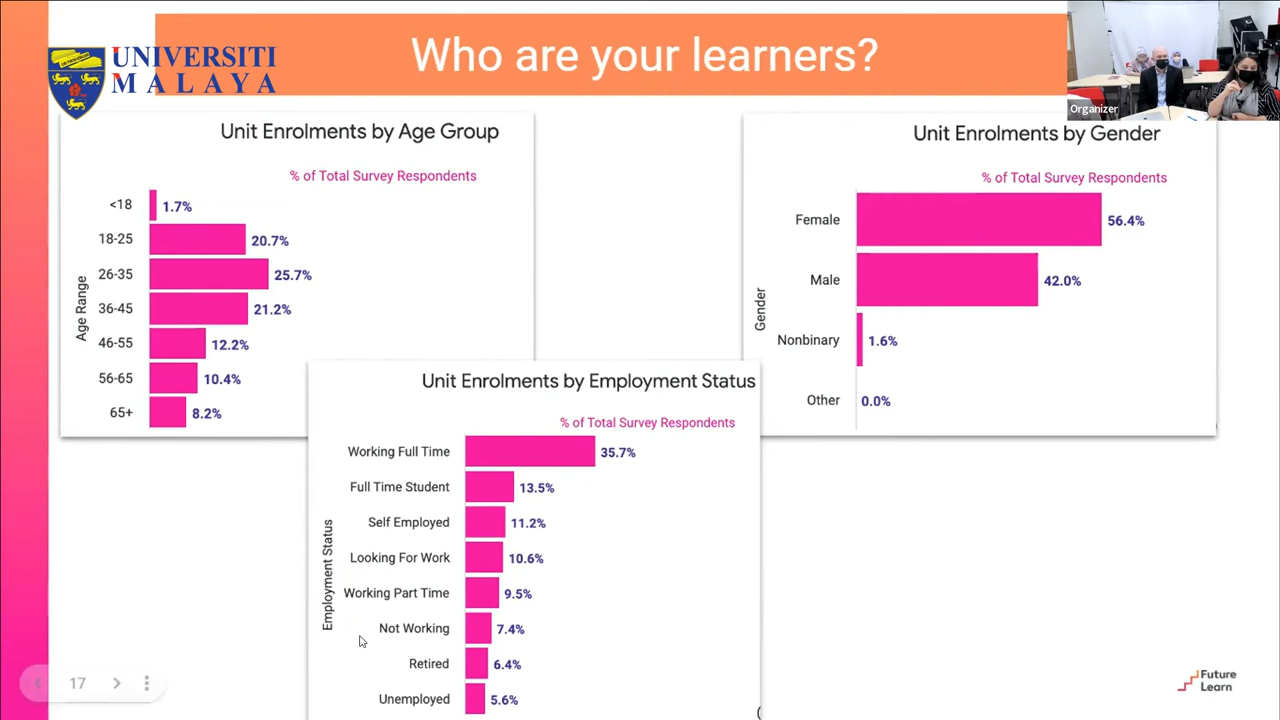 Who are your learners?
UNIVERSITI
MALAYA
Organizer
Unit Enrolments by Age Group
% of Total Survey Respondents
Age Range
<18 1.7%
18-25 20.7%
26-35 25.7%
36-45 21.2%
46-55 12.2%
56-65 10.4%
65+ 8.2%
Unit Enrolments by Gender
% of Total Survey Respondents
Gender
Female 56.4%
Male 42.0%
Nonbinary 1.6%
Other 0.0%
Unit Enrolments by Employment Status
% of Total Survey Respondents
Employment Status
Working Full Time 35.7%
Full Time Student 13.5%
Self Employed 11.2%
Looking For Work 10.6%
Working Part Time 9.5%
Not Working 7.4%
Retired 6.4%
Unemployed 5.6%
17
Future
Learn